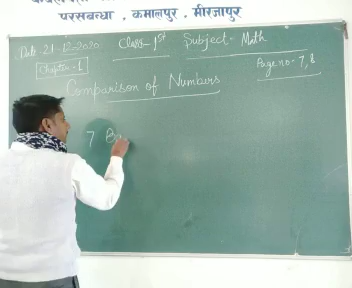 परसबन्धा . कमालपुर . मीरजापुर
Date- 21-12-2020 Class- 1st Subject- Math
Chapter-1 Page no- 7, 8
Comparison of Numbers
7 B